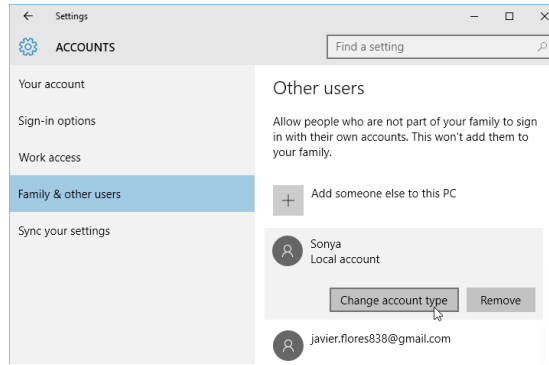 Settings
ACCOUNTS
Find a setting
Your account
Sign-in options
Work access
Family & other users
Sync your settings
Other users
Allow people who are not part of your family to sign
in with their own accounts. This won't add them to
your family.
Add someone else to this PC
Sonya
Local account
Change account type
Remove
javier.flores838@gmail.com